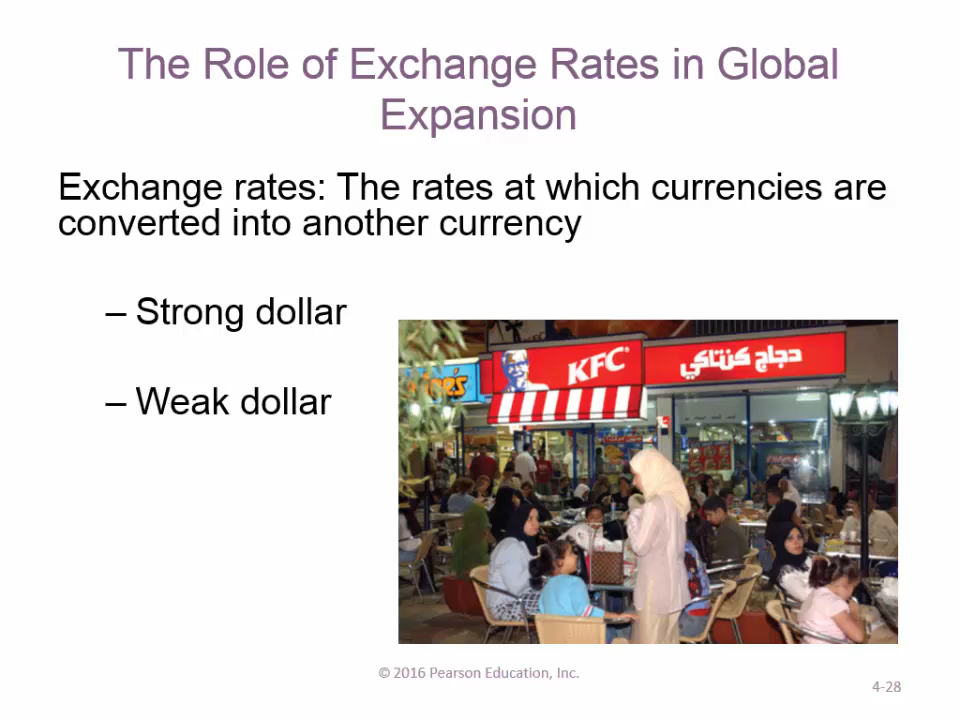 The Role of Exchange Rates in Global
Expansion
Exchange rates: The rates at which currencies are
converted into another currency
– Strong dollar
– Weak dollar
KFC
دجاج كنتاكي
© 2016 Pearson Education, Inc.
4-28